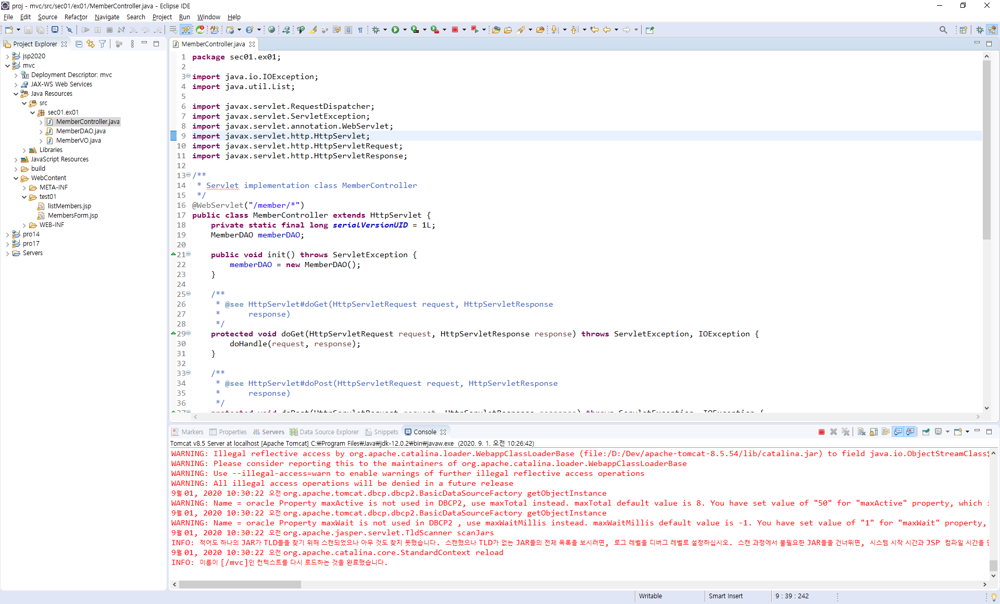 proj - mvc/src/sec01/ex01/MemberController.java - Eclipse IDE
File Edit Source Refactor Navigate Search Project Run Window Help
Project Explorer
MemberController.java
jsp2020
mvc
Deployment Descriptor: mvc
JAX-WS Web Services
Java Resources
src
sec01.ex01
MemberController.java
MemberDAO.java
MemberVO.java
Libraries
JavaScript Resources
build
WebContent
META-INF
test01
listMembers.jsp
MembersForm.jsp
WEB-INF
pro14
pro17
Servers
1 package sec01.ex01;
2
3 import java.io.IOException;
4 import java.util.List;
5
6 import javax.servlet.RequestDispatcher;
7 import javax.servlet.ServletException;
8 import javax.servlet.annotation.WebServlet;
9 import javax.servlet.http.HttpServlet;
10 import javax.servlet.http.HttpServletRequest;
11 import javax.servlet.http.HttpServletResponse;
12
13 /**
14 * Servlet implementation class MemberController
15 */
16 @WebServlet("/member/*")
17 public class MemberController extends HttpServlet {
18 private static final long serialVersionUID = 1L;
19 MemberDAO memberDAO;
20
21 public void init() throws ServletException {
22 memberDAO = new MemberDAO();
23 }
24
25 /**
26 * @see HttpServlet#doGet(HttpServletRequest request, HttpServletResponse
27 * response)
28 */
29 protected void doGet(HttpServletRequest request, HttpServletResponse response) throws ServletException, IOException {
30 doHandle(request, response);
31 }
32
33 /**
34 * @see HttpServlet#doPost(HttpServletRequest request, HttpServletResponse
35 * response)
36 */
37 protected void doPost(HttpServletRequest request, HttpServletResponse response) throws ServletException, IOException {
Markers Properties Servers Data Source Explorer Snippets Console
Tomcat v8.5 Server at localhost [Apache Tomcat] C:₩Program Files₩Java₩jdk-12.0.2₩bin₩javaw.exe (2020. 9. 1. 오전 10:26:42)
WARNING: Illegal reflective access by org.apache.catalina.loader.WebappClassLoaderBase (file:/D:/Dev/apache-tomcat-8.5.54/lib/catalina.jar) to field java.io.ObjectStreamClass$
WARNING: Please consider reporting this to the maintainers of org.apache.catalina.loader.WebappClassLoaderBase
WARNING: Use --illegal-access=warn to enable warnings of further illegal reflective access operations
WARNING: All illegal access operations will be denied in a future release
9월 01, 2020 10:30:22 오전 org.apache.tomcat.dbcp.dbcp2.BasicDataSourceFactory getObjectInstance
WARNING: Name = oracle Property maxActive is not used in DBCP2, use maxTotal instead. maxTotal default value is 8. You have set value of "50" for "maxActive" property, which i
9월 01, 2020 10:30:22 오전 org.apache.tomcat.dbcp.dbcp2.BasicDataSourceFactory getObjectInstance
WARNING: Name = oracle Property maxWait is not used in DBCP2 , use maxWaitMillis instead. maxWaitMillis default value is -1. You have set value of "1" for "maxWait" property,
9월 01, 2020 10:30:22 오전 org.apache.jasper.servlet.TldScanner scanJars
INFO: 적어도 하나의 JAR가 TLD들을 찾기 위해 스캔되었으나 아무 것도 찾지 못했습니다. 스캔했으나 TLD가 없는 JAR들의 전체 목록을 보시려면, 로그 레벨을 디버그 레벨로 설정하십시오. 스캔 과정에서 불필요한 JAR들을 건너뛰면, 시스템 시작 시간과 JSP 컴파일 시간을
9월 01, 2020 10:30:22 오전 org.apache.catalina.core.StandardContext reload
INFO: 이름이 [/mvc]인 컨텍스트를 다시 로드하는 것을 완료했습니다.
Writable Smart Insert 9 : 39 : 242